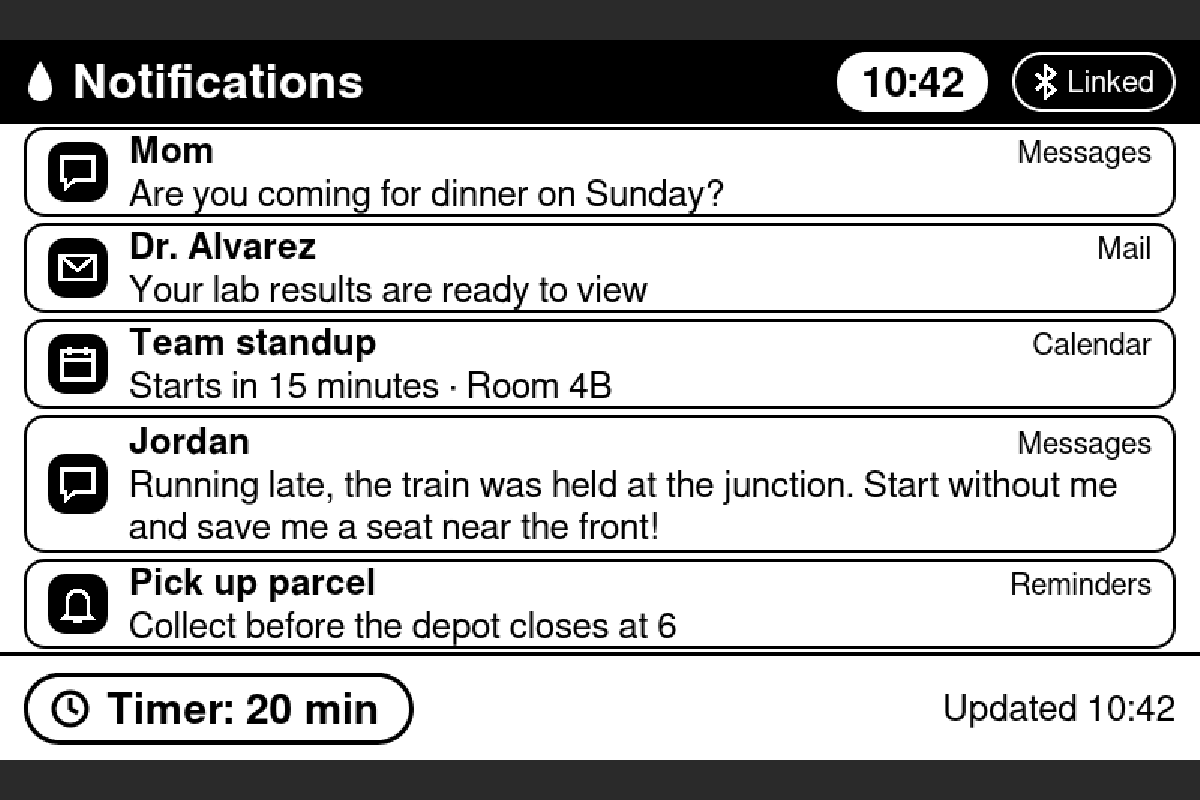 Notifications 10:42 Linked
Mom Messages
Are you coming for dinner on Sunday?
Dr. Alvarez Mail
Your lab results are ready to view
Team standup Calendar
Starts in 15 minutes · Room 4B
Jordan Messages
Running late, the train was held at the junction. Start without me
and save me a seat near the front!
Pick up parcel Reminders
Collect before the depot closes at 6
Timer: 20 min Updated 10:42